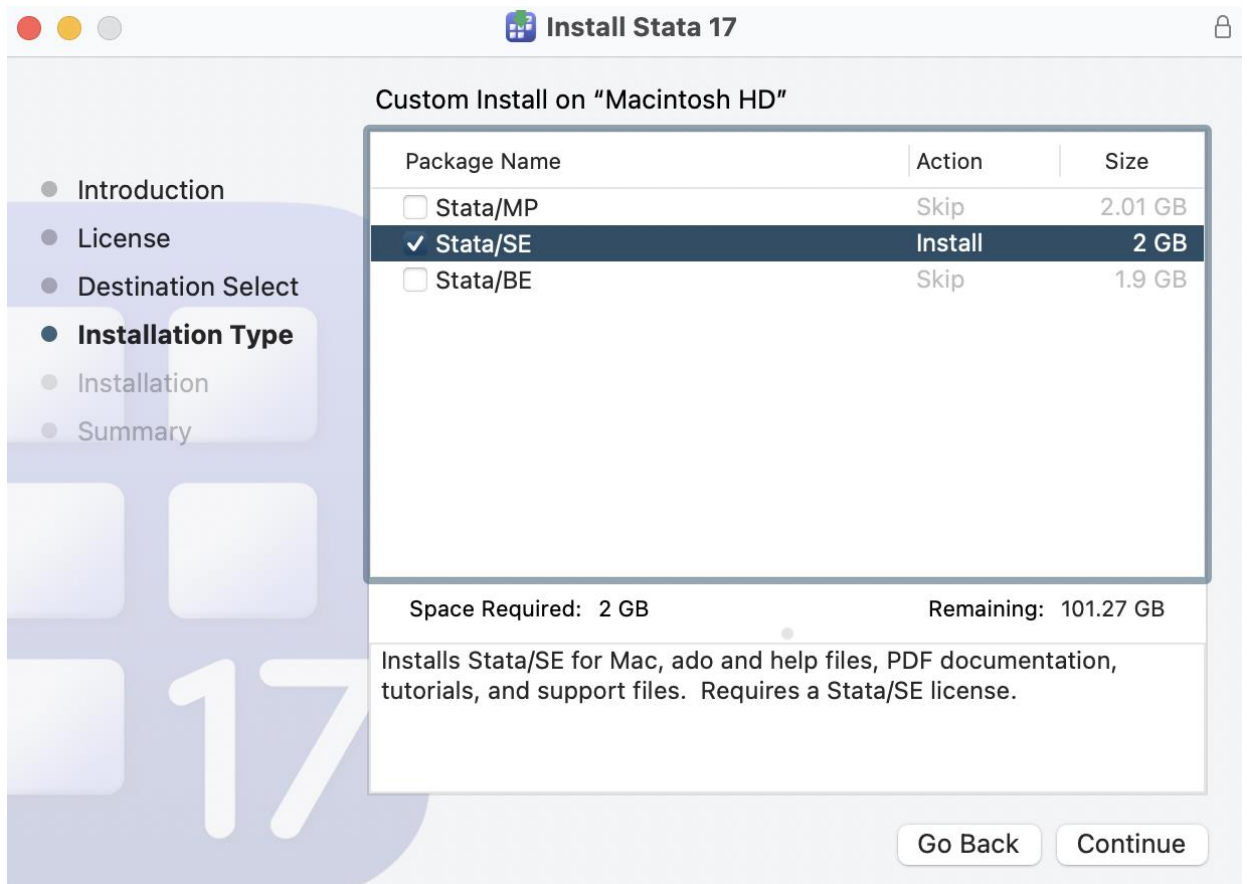 Install Stata 17
Custom Install on “Macintosh HD”
Introduction
License
Destination Select
Installation Type
Installation
Summary
Package Name Action Size
Stata/MP Skip 2.01 GB
Stata/SE Install 2 GB
Stata/BE Skip 1.9 GB
Space Required: 2 GB Remaining: 101.27 GB
Installs Stata/SE for Mac, ado and help files, PDF documentation,
tutorials, and support files. Requires a Stata/SE license.
17
Go Back Continue